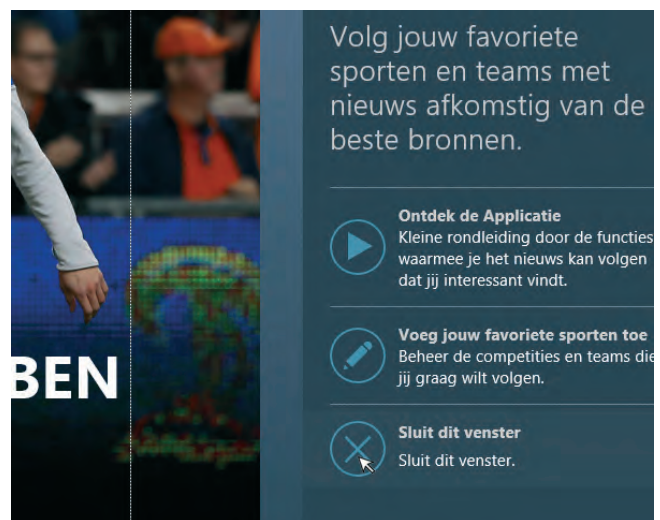 Volg jouw favoriete
sporten en teams met
nieuws afkomstig van de
beste bronnen.
Ontdek de Applicatie
Kleine rondleiding door de functies
waarmee je het nieuws kan volgen
dat jij interessant vindt.
Voeg jouw favoriete sporten toe
Beheer de competities en teams die
jij graag wilt volgen.
BEN
Sluit dit venster
Sluit dit venster.